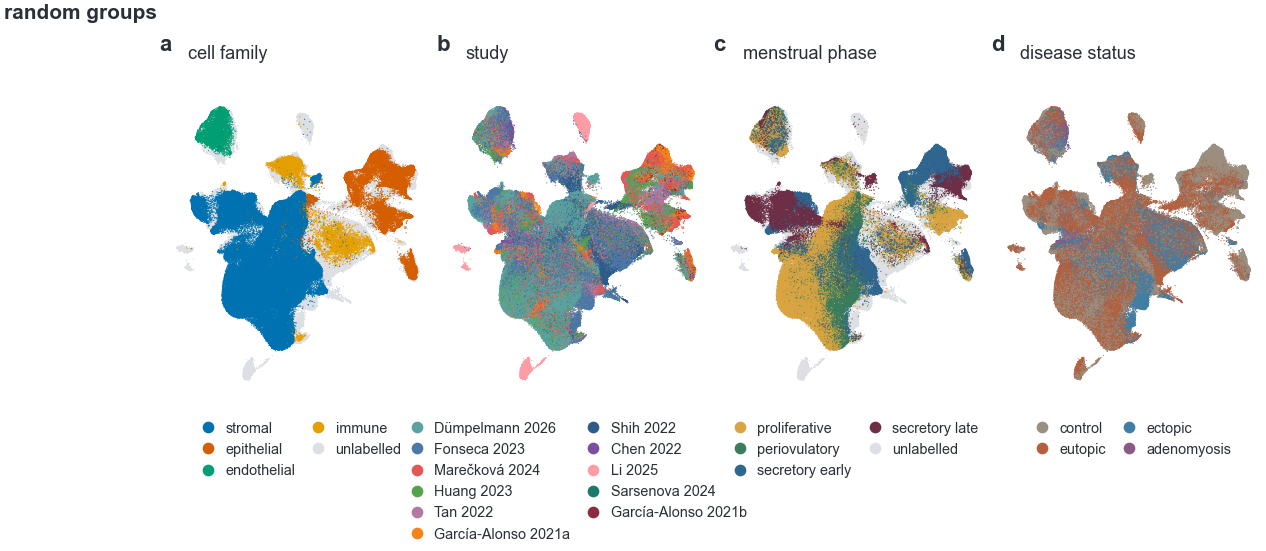 random groups
a cell family
b study
c menstrual phase
d disease status
stromal
epithelial
endothelial
immune
unlabelled
Dümpelmann 2026
Fonseca 2023
Marečková 2024
Huang 2023
Tan 2022
García-Alonso 2021a
Shih 2022
Chen 2022
Li 2025
Sarsenova 2024
García-Alonso 2021b
proliferative
periovulatory
secretory early
secretory late
unlabelled
control
eutopic
ectopic
adenomyosis